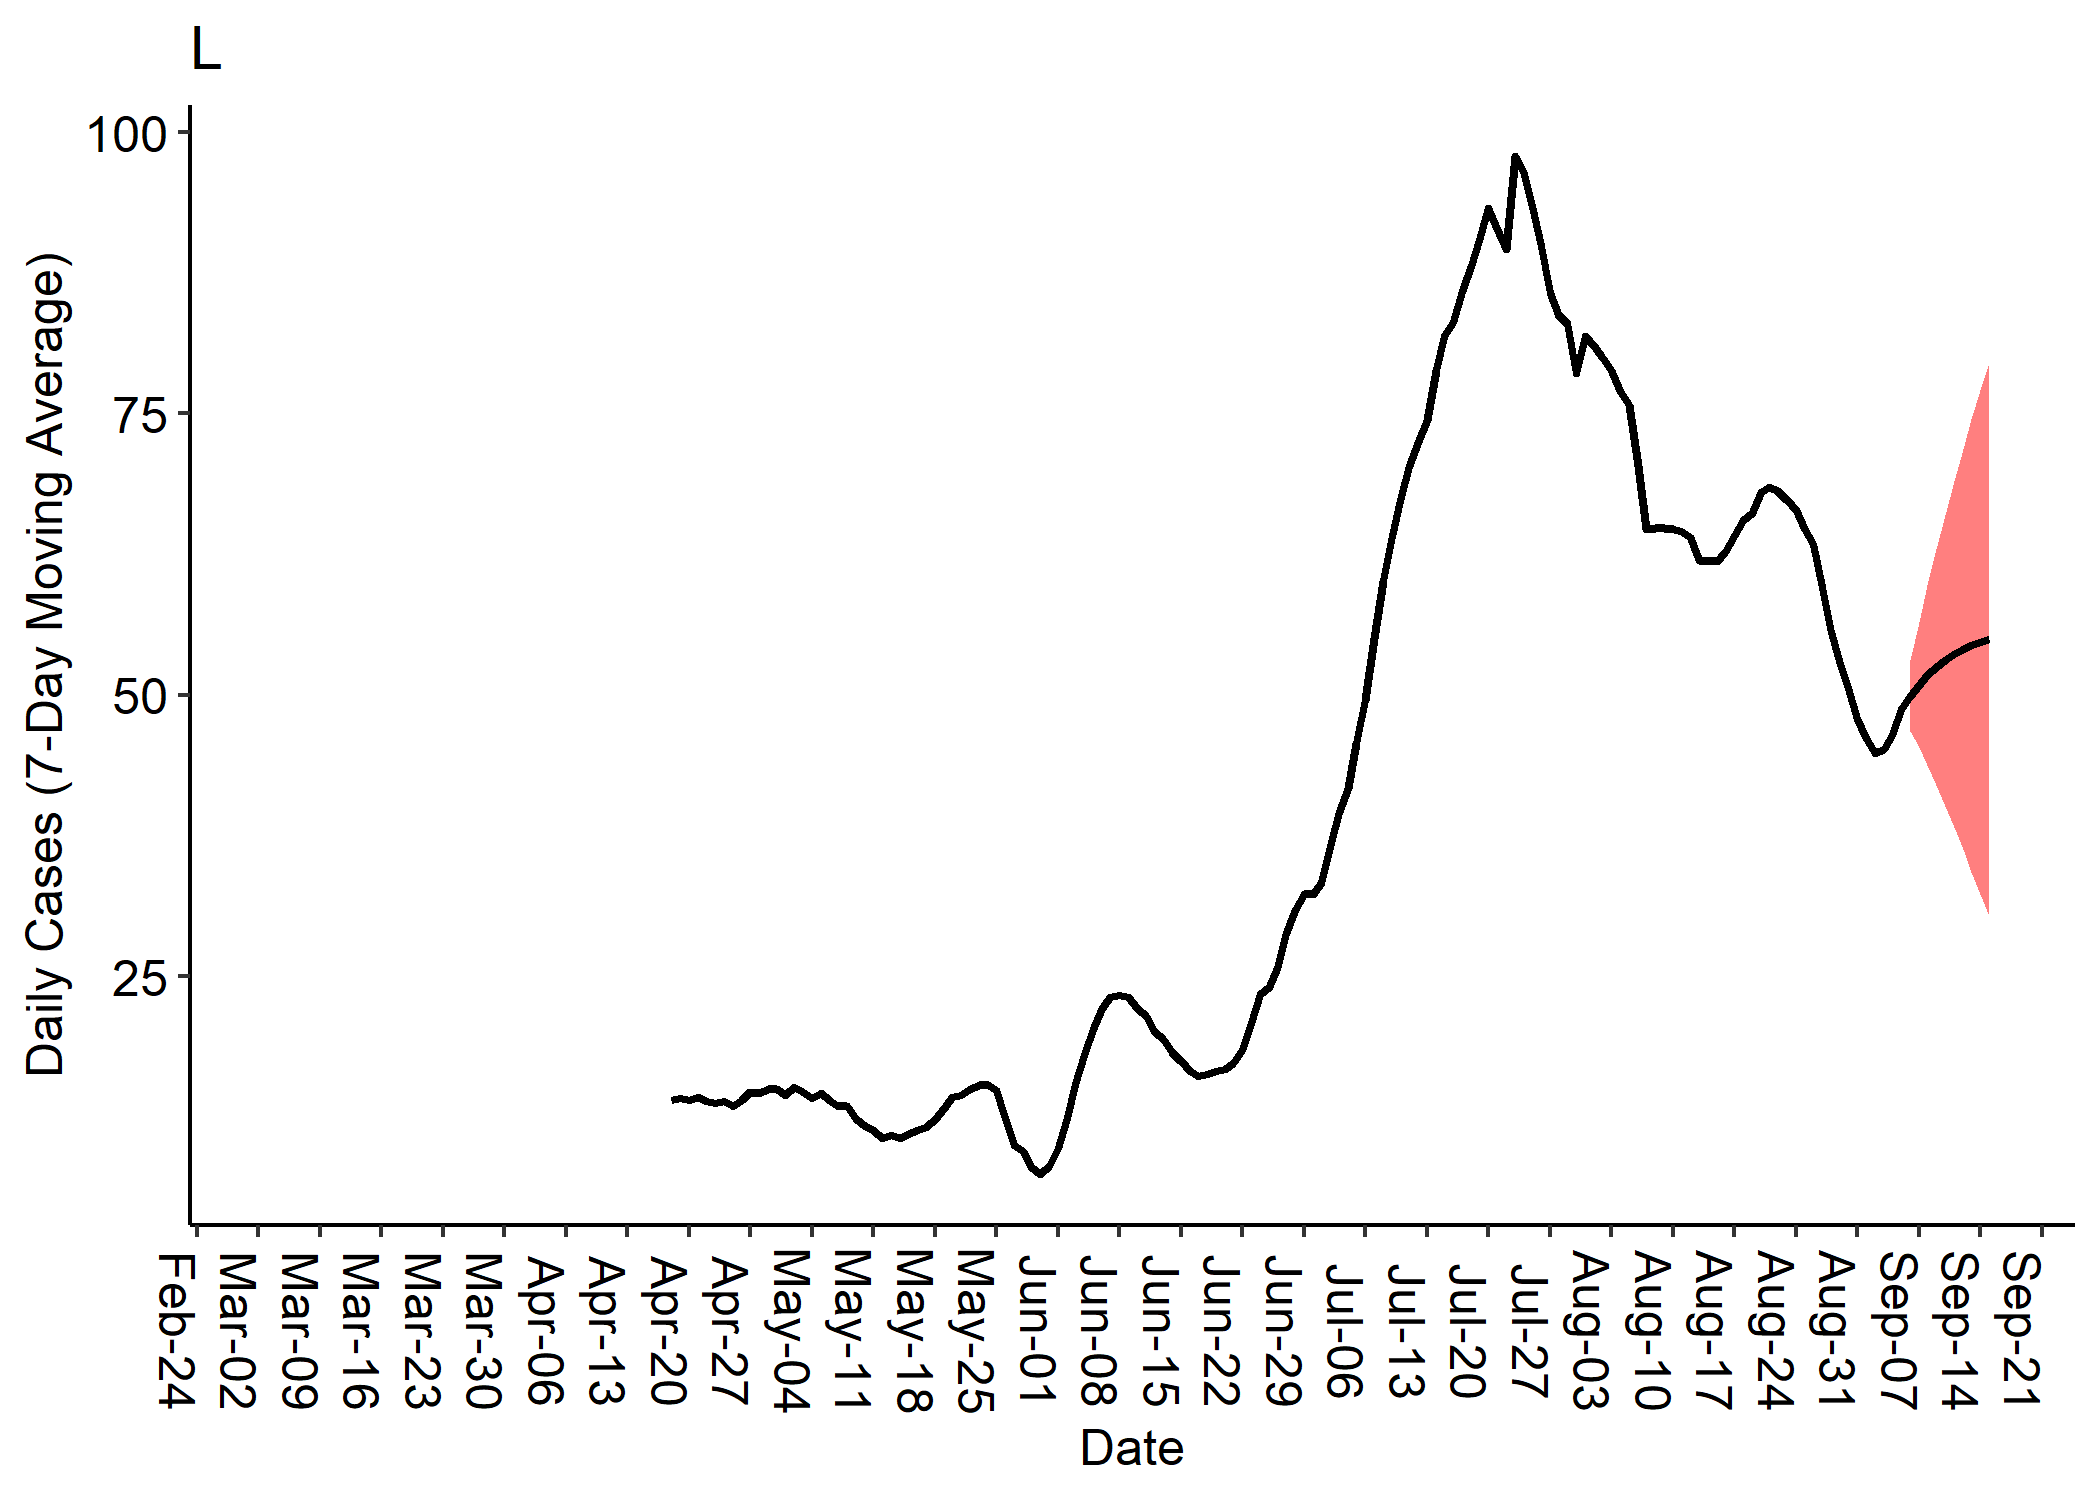 L
Daily Cases (7-Day Moving Average)
100
75
50
25
Feb-24
Mar-02
Mar-09
Mar-16
Mar-23
Mar-30
Apr-06
Apr-13
Apr-20
Apr-27
May-04
May-11
May-18
May-25
Jun-01
Jun-08
Jun-15
Jun-22
Jun-29
Jul-06
Jul-13
Jul-20
Jul-27
Aug-03
Aug-10
Aug-17
Aug-24
Aug-31
Sep-07
Sep-14
Sep-21
Date